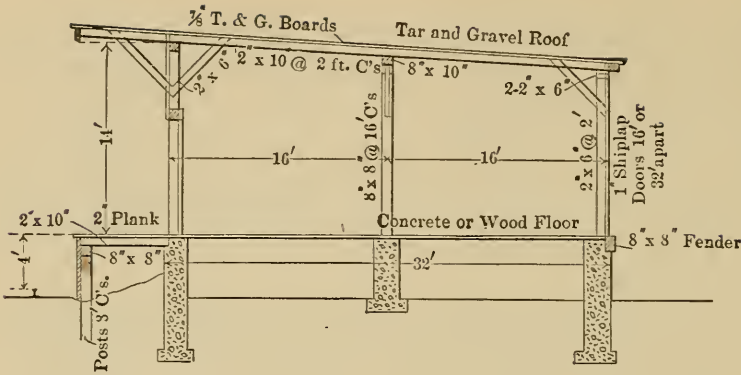 ⅞" T. & G. Boards
Tar and Gravel Roof
2" x 6"
2" x 10 @ 2 ft. C's
8" x 10"
2-2" x 6"
14'
16'
8" x 8" @ 16' C's
16'
2" x 6" @ 2'
1" Shiplap
Doors 16' or
32' apart
2" x 10"
2" Plank
Concrete or Wood Floor
8" x 8" Fender
4'
8" x 8"
32'
Posts 3' C's.